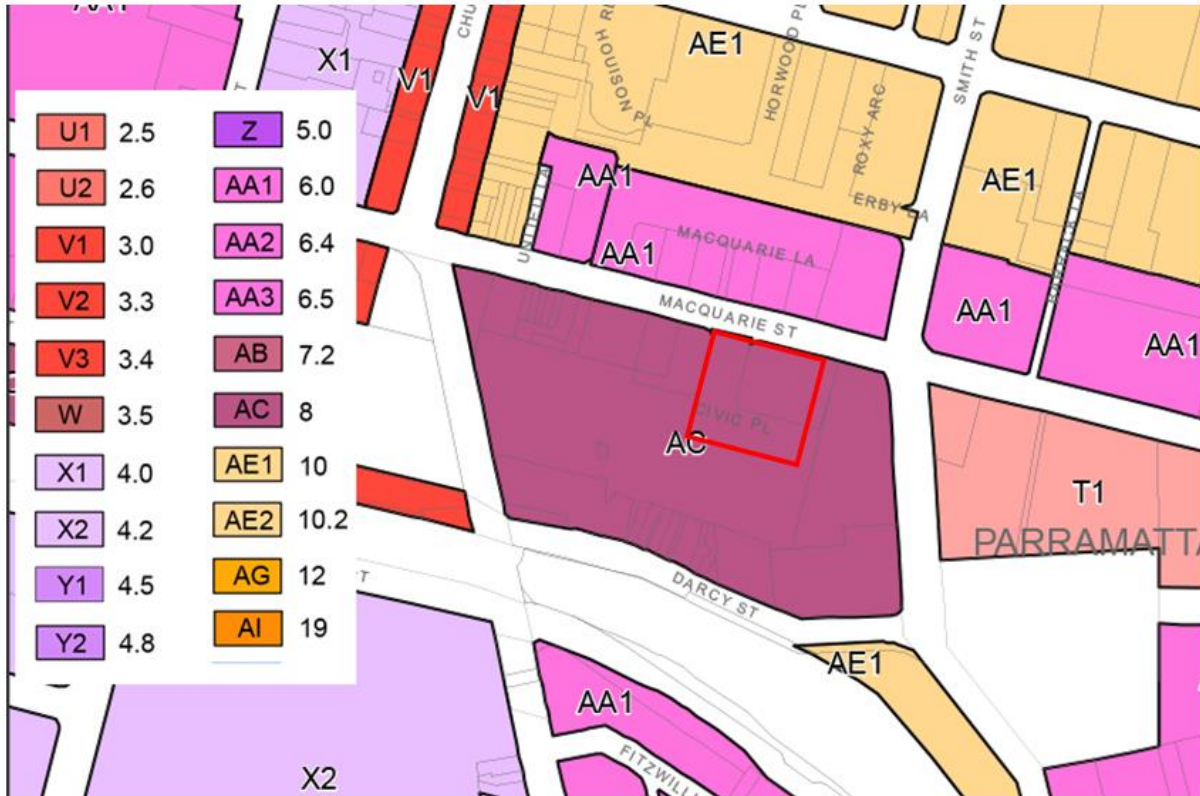 AA1
X1
V1
V1
HOUISON PL
AE1
HORWOOD PL
ROXY ARC
SMITH ST
U1 2.5
U2 2.6
V1 3.0
V2 3.3
V3 3.4
W 3.5
X1 4.0
X2 4.2
Y1 4.5
Y2 4.8
Z 5.0
AA1 6.0
AA2 6.4
AA3 6.5
AB 7.2
AC 8
AE1 10
AE2 10.2
AG 12
AI 19
AA1
AE1
ERBY LA
UNITED LA
AA1
MACQUARIE LA
MACQUARIE ST
AA1
AA1
CIVIC PL
AC
T1
PARRAMATTA
DARCY ST
AE1
AA1
X2